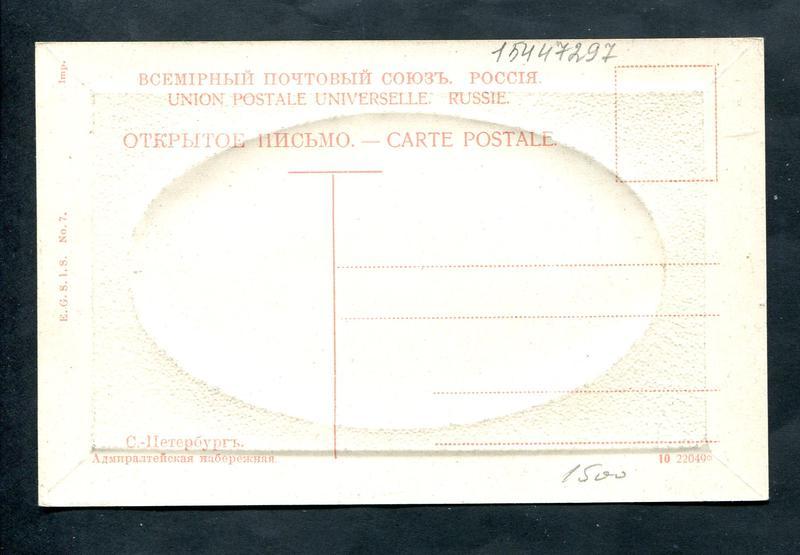 15447297
ВСЕМІРНЫЙ ПОЧТОВЫЙ СОЮЗЪ. РОССІЯ.
UNION POSTALE UNIVERSELLE. RUSSIE.
ОТКРЫТОЕ ПИСЬМО. — CARTE POSTALE.
Imp.
E. G. S. I. S. No. 7.
С.-Петербургъ.
Адмиралтейская набережная.
10 22049
1500